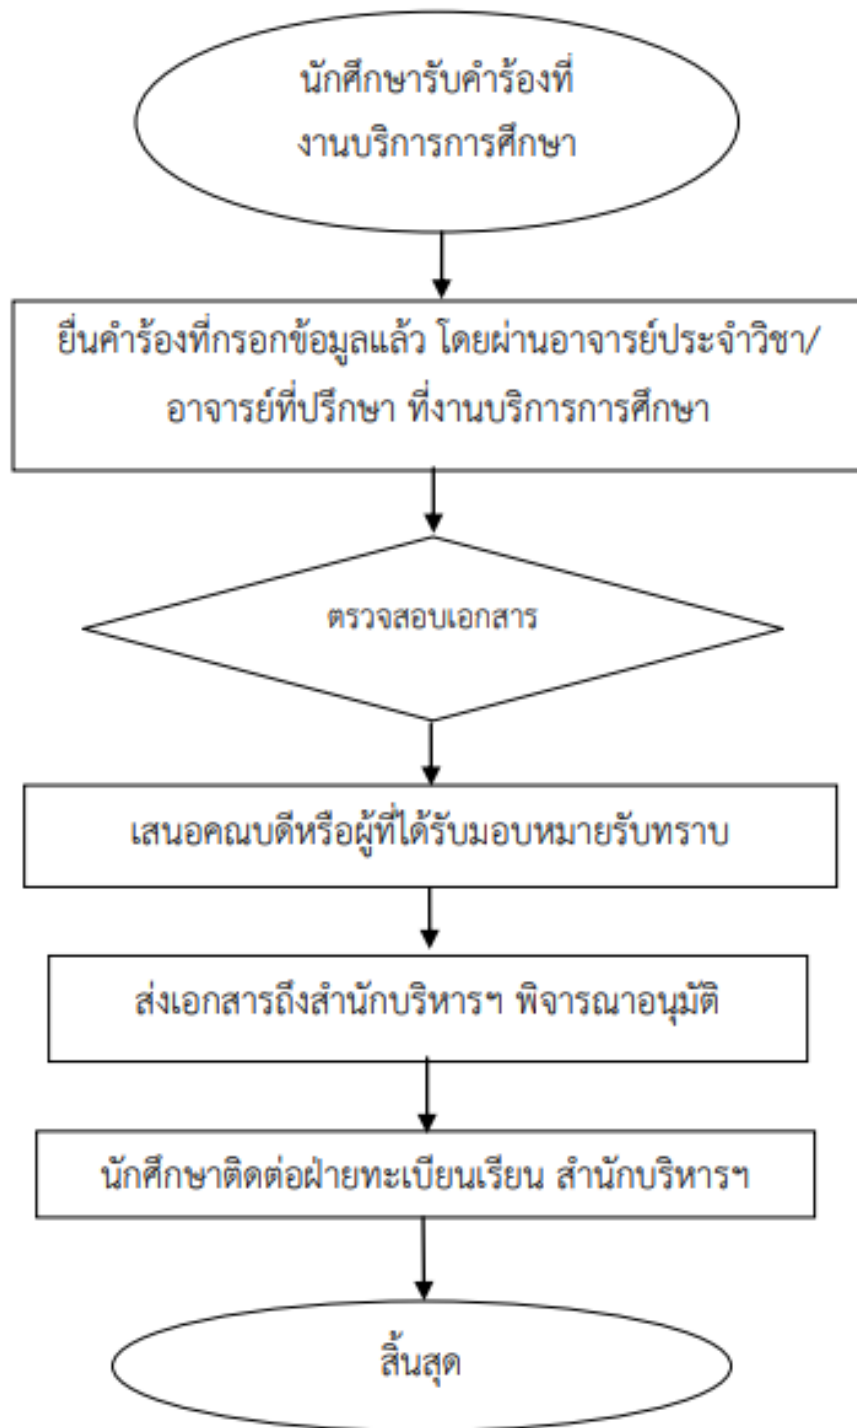 นักศึกษารับคำร้องที่
งานบริการการศึกษา
ยื่นคำร้องที่กรอกข้อมูลแล้ว โดยผ่านอาจารย์ประจำวิชา/
อาจารย์ที่ปรึกษา ที่งานบริการการศึกษา
ตรวจสอบเอกสาร
เสนอคณบดีหรือผู้ที่ได้รับมอบหมายรับทราบ
ส่งเอกสารถึงสำนักบริหารฯ พิจารณาอนุมัติ
นักศึกษาติดต่อฝ่ายทะเบียนเรียน สำนักบริหารฯ
สิ้นสุด